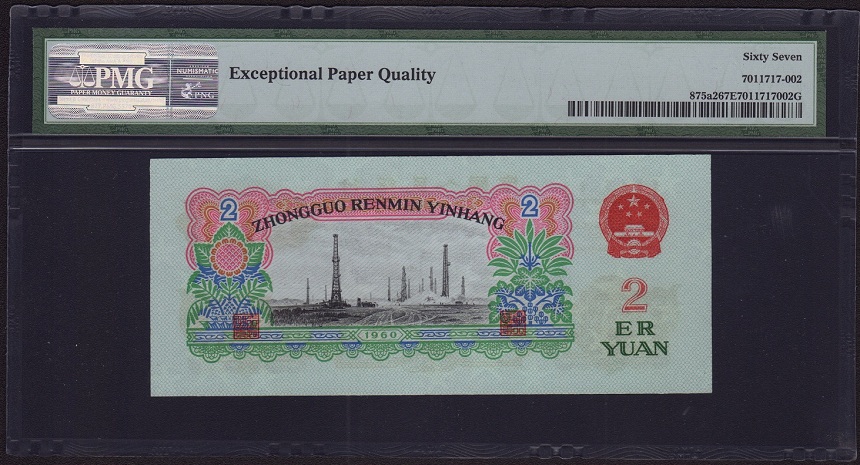 PMG
PAPER MONEY GUARANTY
NUMISMATIC
PNG
Exceptional Paper Quality
Sixty Seven
7011717-002
875a267E7011717002G
2
2
ZHONGGUO RENMIN YINHANG
1960
2
ER
YUAN